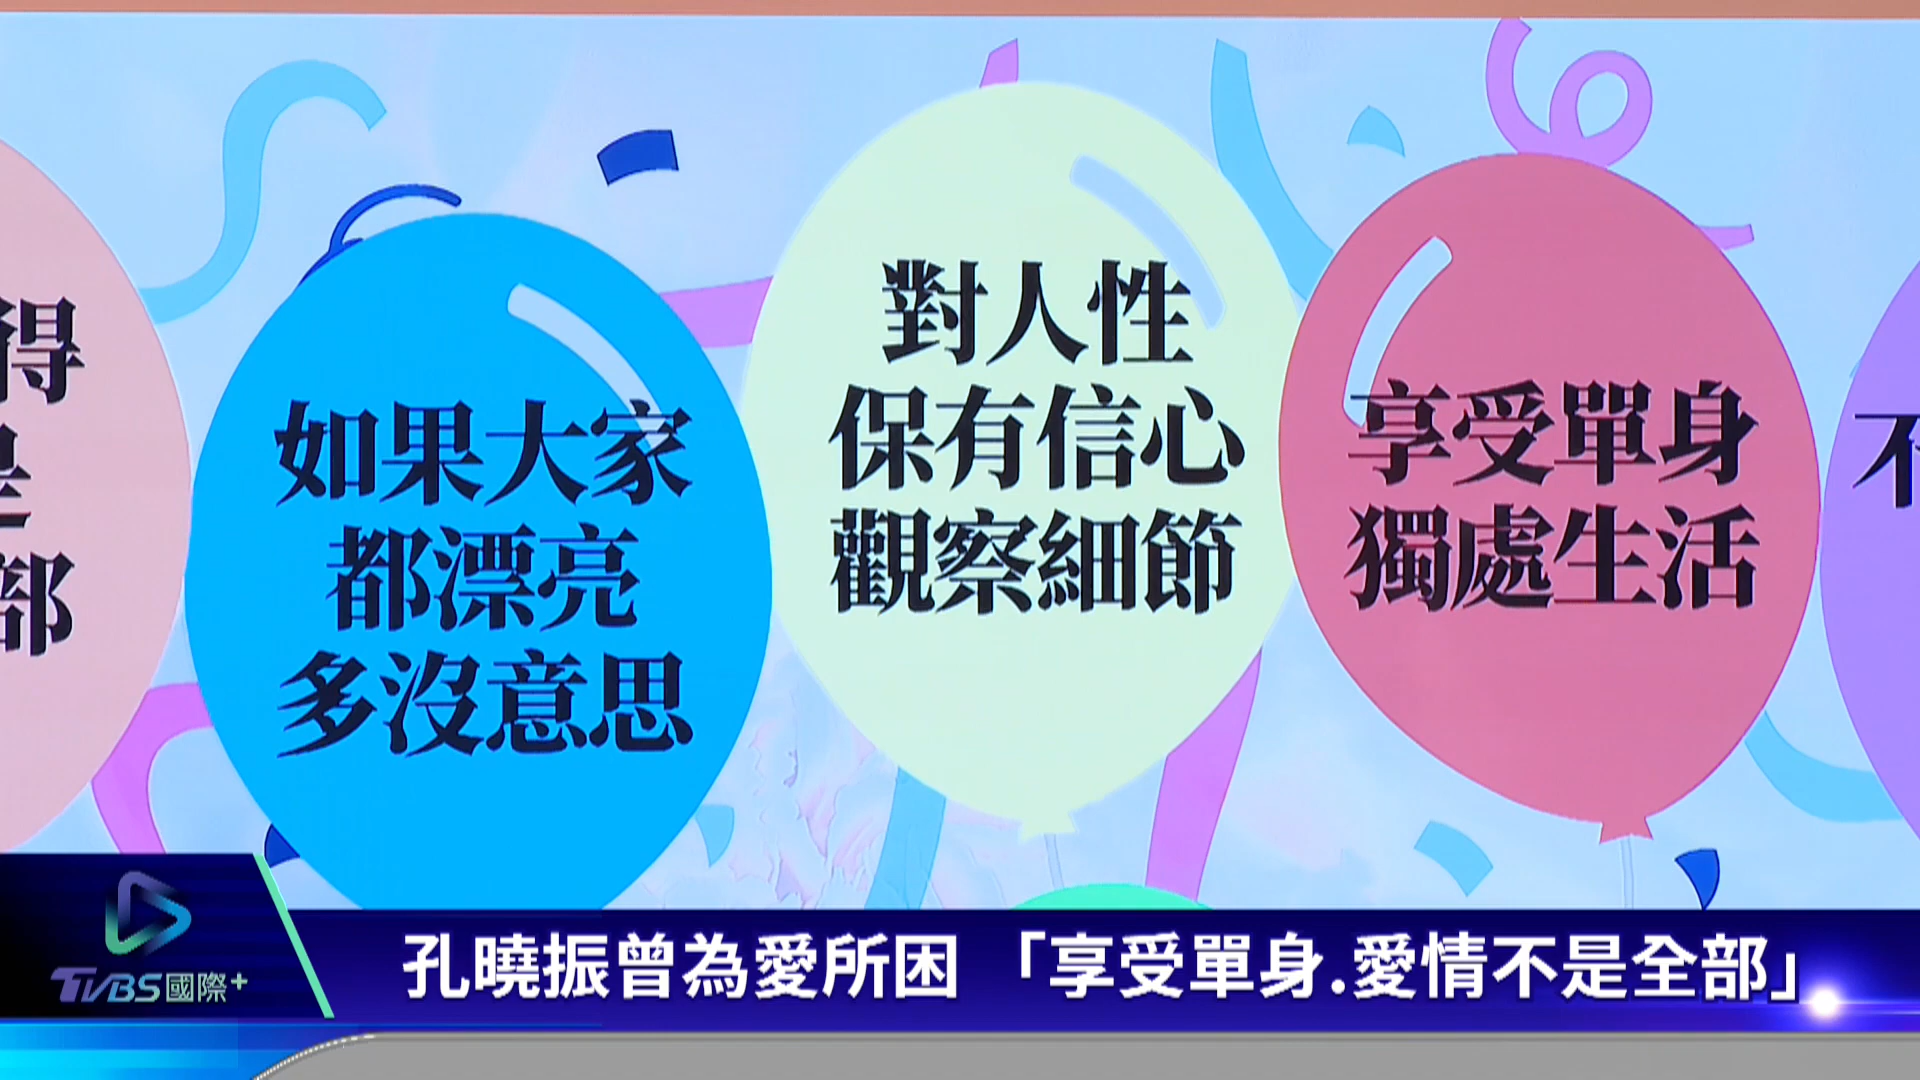 得
是
部
如果大家
都漂亮
多沒意思
對人性
保有信心
觀察細節
享受單身
獨處生活
不
TVBS國際+
孔曉振曾為愛所困 「享受單身.愛情不是全部」